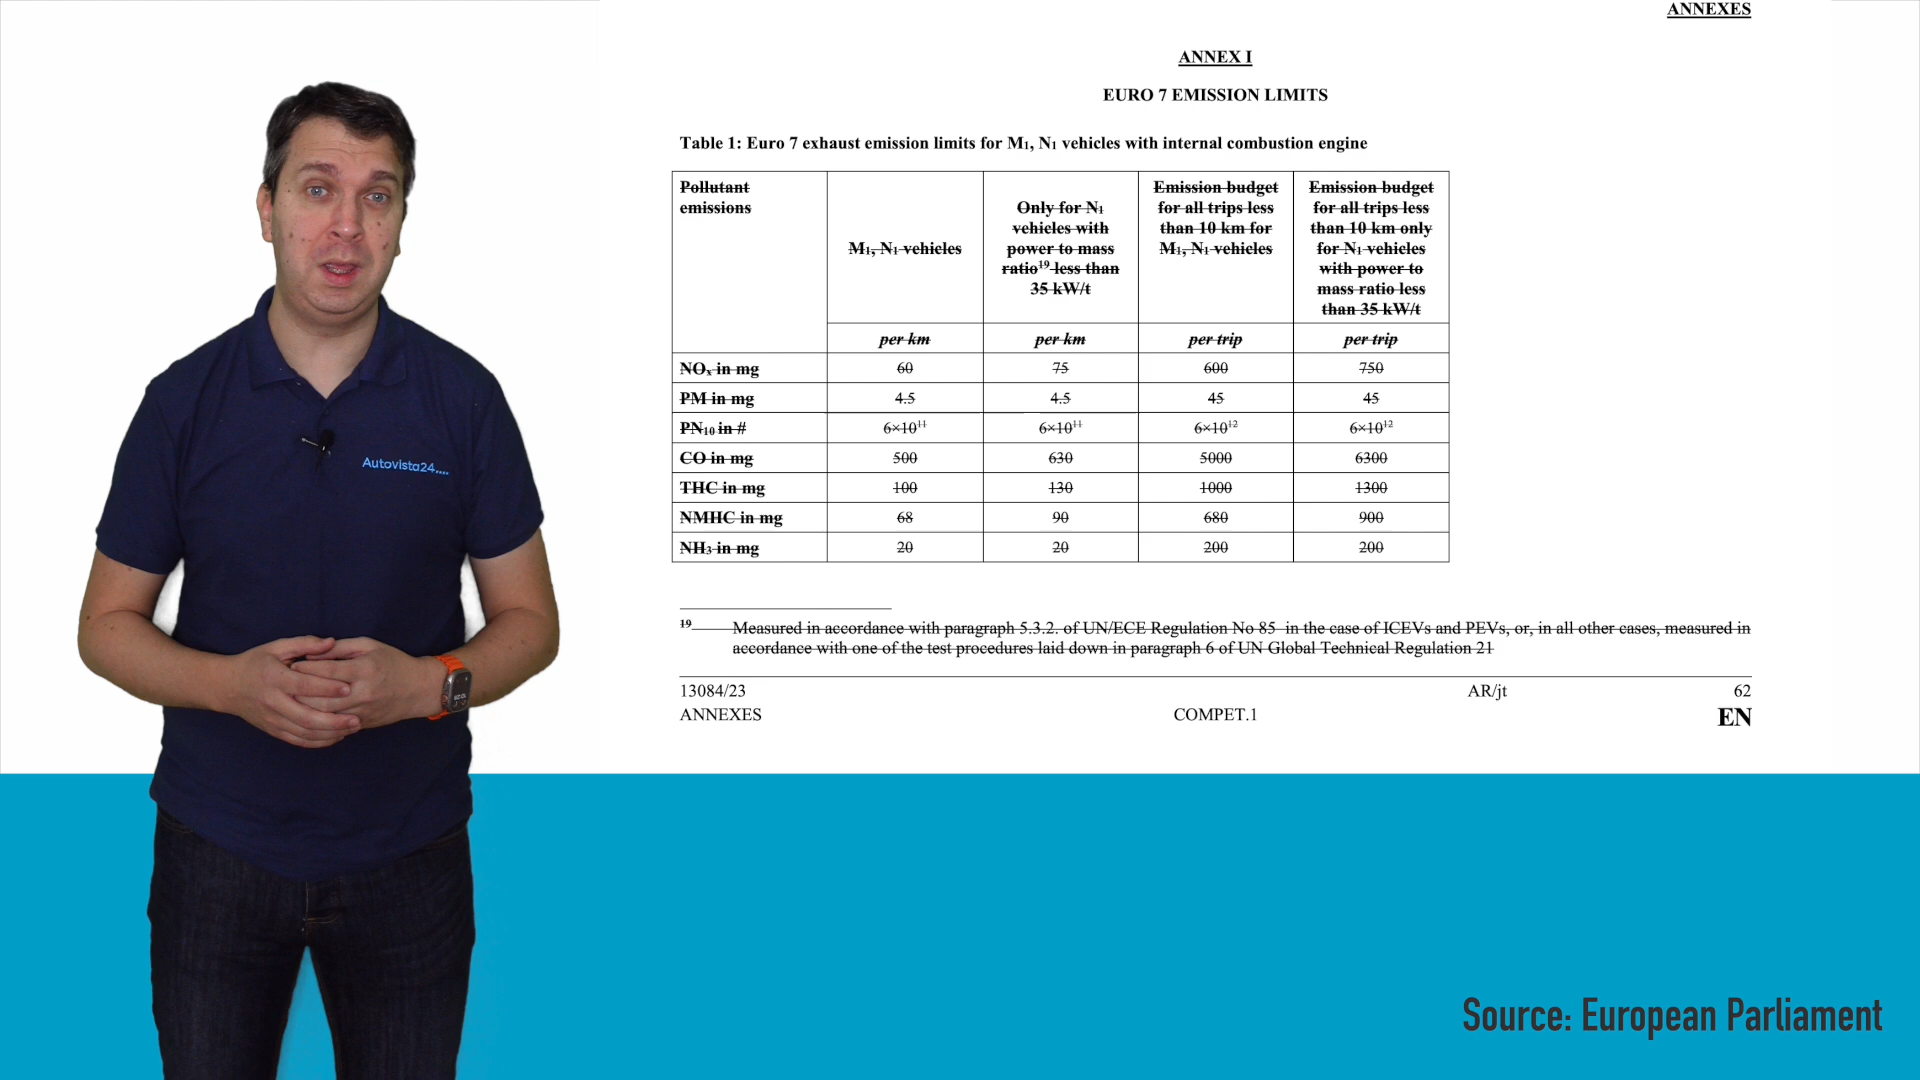 ANNEXES
ANNEX I
EURO 7 EMISSION LIMITS
Table 1: Euro 7 exhaust emission limits for M1, N1 vehicles with internal combustion engine
Pollutant
emissions
M1, N1 vehicles
Only for N1
vehicles with
power to mass
ratio19 less than
35 kW/t
Emission budget
for all trips less
than 10 km for
M1, N1 vehicles
Emission budget
for all trips less
than 10 km only
for N1 vehicles
with power to
mass ratio less
than 35 kW/t
per km per km per trip per trip
NOx in mg 60 75 600 750
PM in mg 4.5 4.5 45 45
PN10 in # 6×10¹¹ 6×10¹¹ 6×10¹² 6×10¹²
CO in mg 500 630 5000 6300
THC in mg 100 130 1000 1300
NMHC in mg 68 90 680 900
NH3 in mg 20 20 200 200
19 Measured in accordance with paragraph 5.3.2. of UN/ECE Regulation No 85 in the case of ICEVs and PEVs, or, in all other cases, measured in
accordance with one of the test procedures laid down in paragraph 6 of UN Global Technical Regulation 21
13084/23 AR/jt 62
ANNEXES COMPET.1 EN
Autovista24....
Source: European Parliament